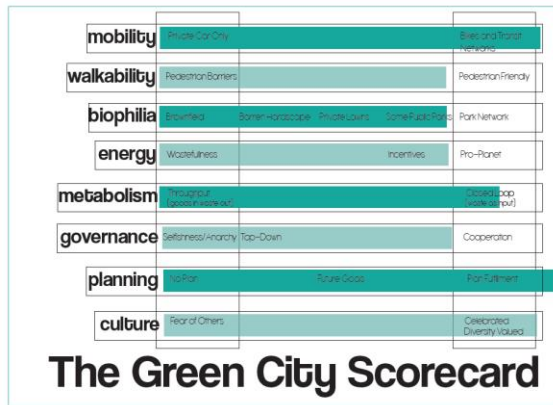 mobility Private Car Only Bikes and Transit
Networks
walkability Pedestrian Barriers Pedestrian Friendly
biophilia Brownfield Barren Hardscape Private Lawns Some Public Parks Park Network
energy Wastefulness Incentives Pro-Planet
metabolism Throughput Closed Loop
(goods in waste out) (waste as input)
governance Selfishness/Anarchy Top-Down Cooperation
planning No Plan Future Goals Plan Fulfilment
culture Fear of Others Celebrated
Diversity Valued
The Green City Scorecard